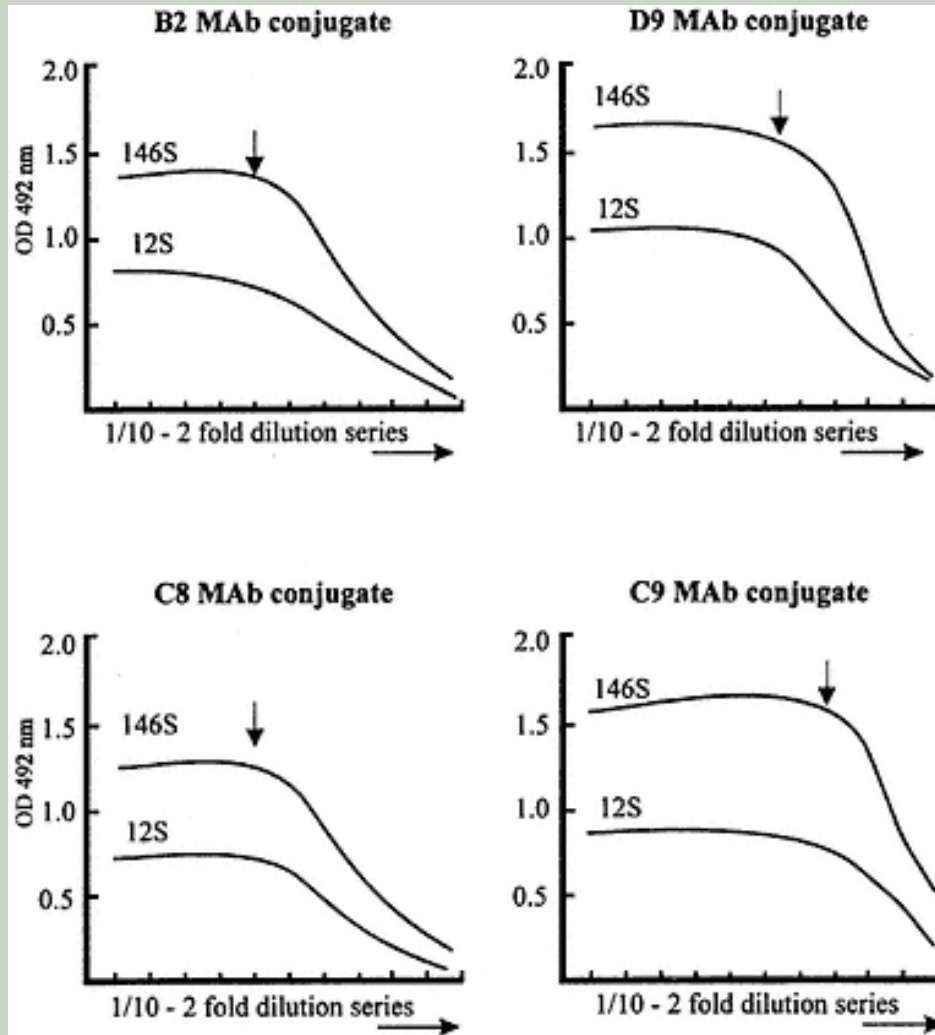 B2 MAb conjugate
2.0
146S
1.5
OD 492 nm
12S
1.0
0.5
1/10 - 2 fold dilution series
D9 MAb conjugate
2.0
146S
1.5
12S
1.0
0.5
1/10 - 2 fold dilution series
C8 MAb conjugate
2.0
146S
1.5
OD 492 nm
12S
1.0
0.5
1/10 - 2 fold dilution series
C9 MAb conjugate
2.0
146S
1.5
12S
1.0
0.5
1/10 - 2 fold dilution series